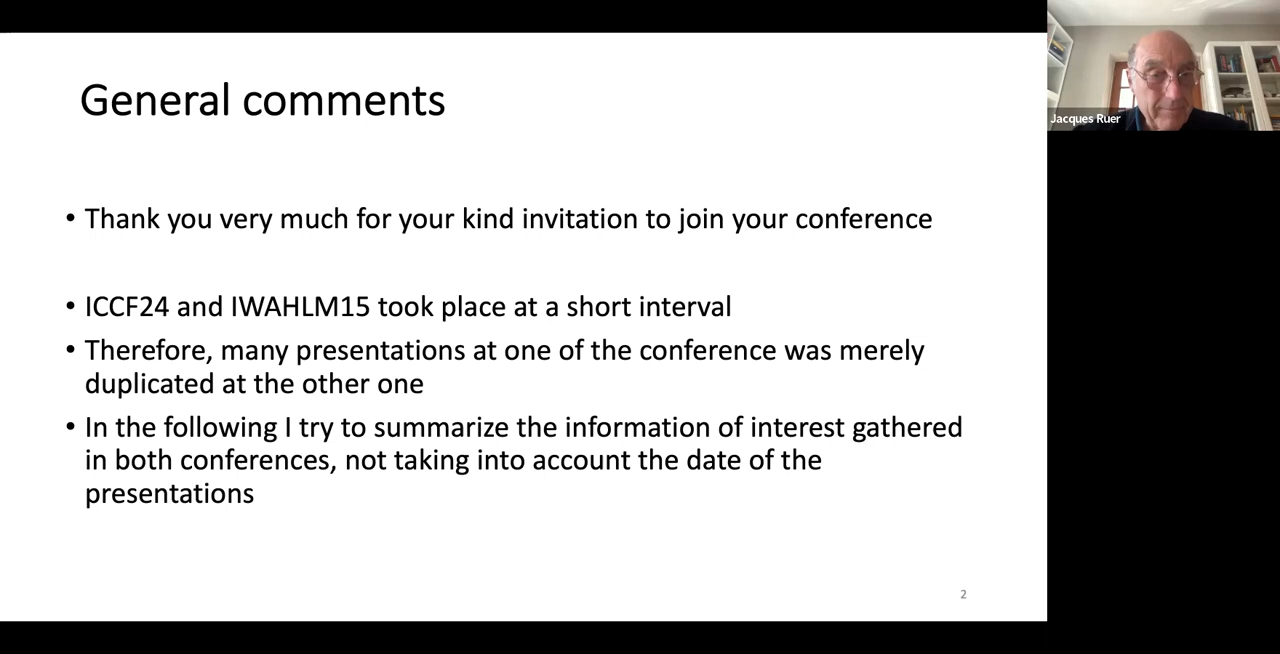 General comments
Jacques Ruer
• Thank you very much for your kind invitation to join your conference
• ICCF24 and IWAHLM15 took place at a short interval
• Therefore, many presentations at one of the conference was merely
duplicated at the other one
• In the following I try to summarize the information of interest gathered
in both conferences, not taking into account the date of the
presentations
2